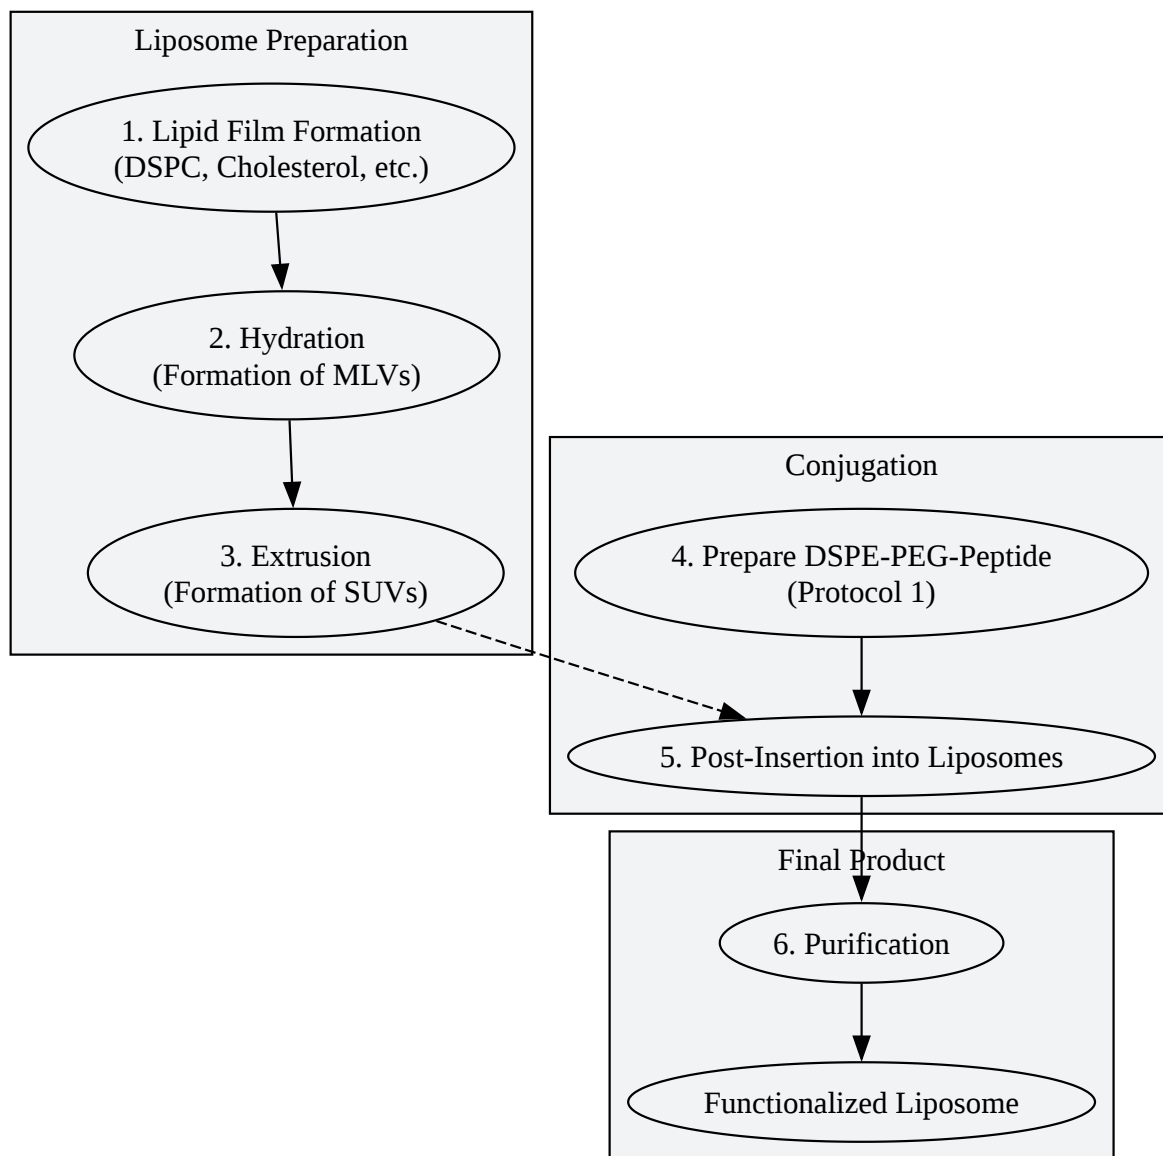 Liposome Preparation
1. Lipid Film Formation
(DSPC, Cholesterol, etc.)
2. Hydration
(Formation of MLVs)
3. Extrusion
(Formation of SUVs)
Conjugation
4. Prepare DSPE-PEG-Peptide
(Protocol 1)
5. Post-Insertion into Liposomes
Final Product
6. Purification
Functionalized Liposome